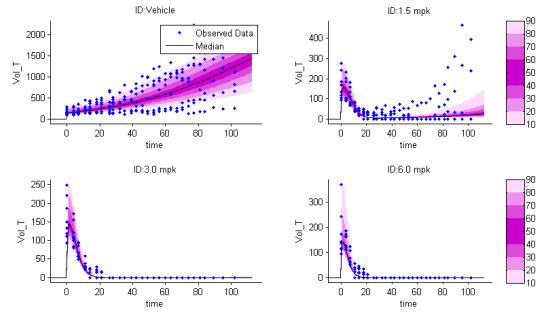 ID:Vehicle
Observed Data
Median
Vol_T
2000
1500
1000
500
0
0 20 40 60 80 100
time
ID:1.5 mpk
Vol_T
400
300
200
100
0
0 20 40 60 80 100
time
90
80
70
60
50
40
30
20
10
ID:3.0 mpk
Vol_T
250
200
150
100
50
0
0 20 40 60 80 100
time
ID:6.0 mpk
Vol_T
300
200
100
0
0 20 40 60 80 100
time
90
80
70
60
50
40
30
20
10